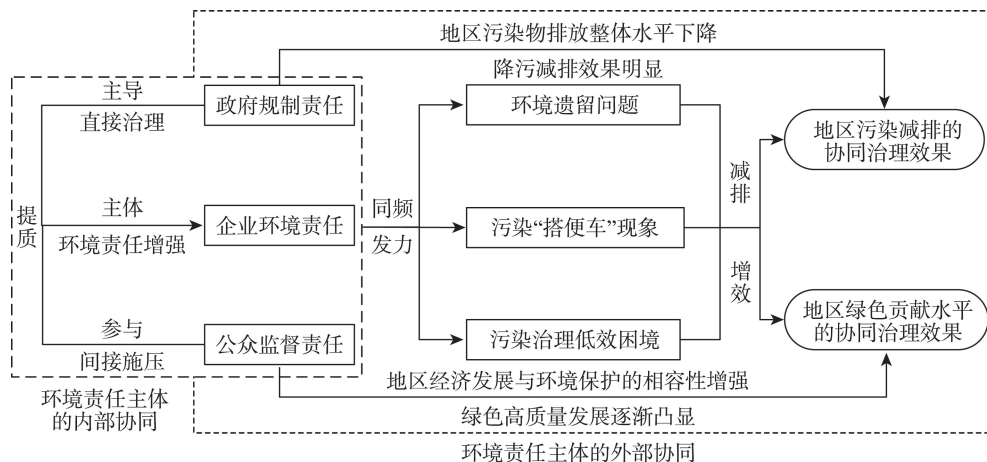 地区污染物排放整体水平下降
降污减排效果明显
主导
直接治理
政府规制责任
环境遗留问题
地区污染减排的
协同治理效果
提质
主体
环境责任增强
企业环境责任
同频
发力
污染“搭便车”现象
减排
增效
参与
间接施压
公众监督责任
污染治理低效困境
地区绿色贡献水平
的协同治理效果
地区经济发展与环境保护的相容性增强
绿色高质量发展逐渐凸显
环境责任主体
的内部协同
环境责任主体的外部协同